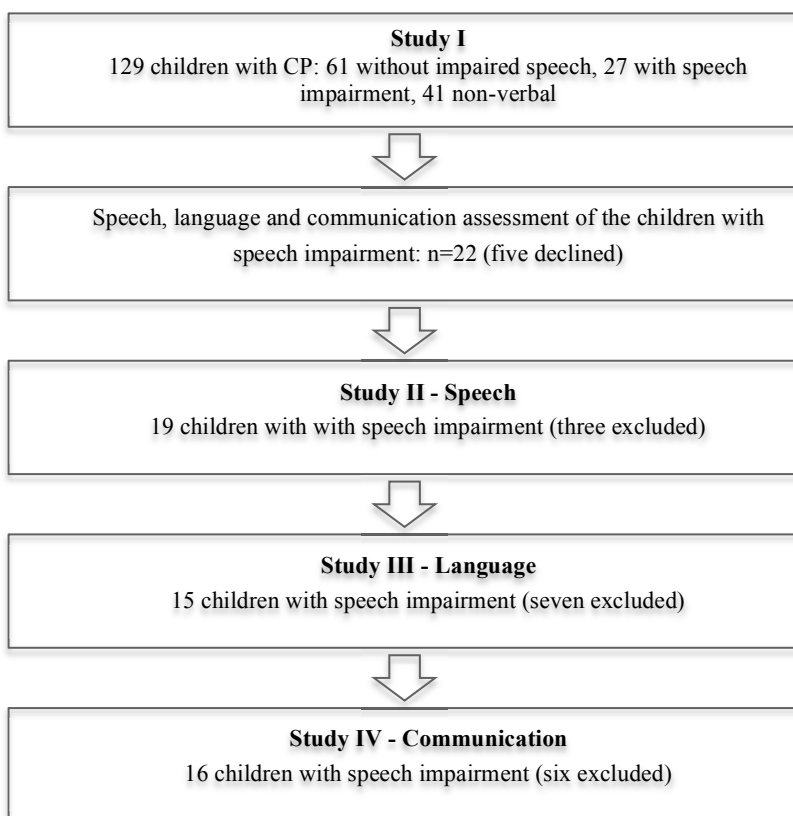 Study I
129 children with CP: 61 without impaired speech, 27 with speech
impairment, 41 non-verbal
Speech, language and communication assessment of the children with
speech impairment: n=22 (five declined)
Study II - Speech
19 children with with speech impairment (three excluded)
Study III - Language
15 children with speech impairment (seven excluded)
Study IV - Communication
16 children with speech impairment (six excluded)